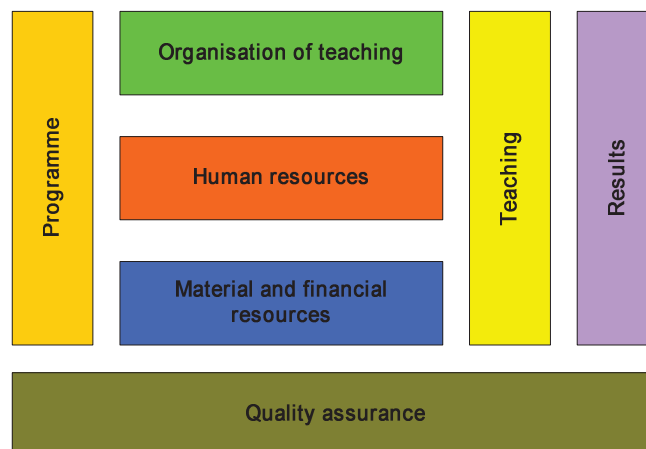 Programme
Organisation of teaching
Human resources
Material and financial
resources
Teaching
Results
Quality assurance